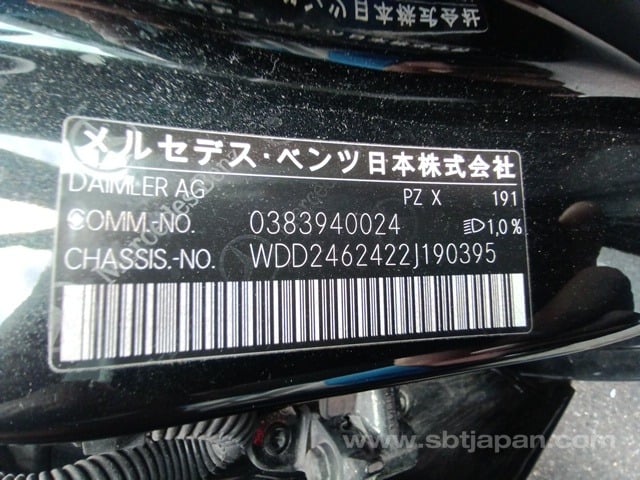 メルセデス・ベンツ日本株式会社
DAIMLER AG PZ X 191
COMM.-NO. 0383940024 1,0%
CHASSIS.-NO. WDD2462422J190395
www.sbtjapan.com